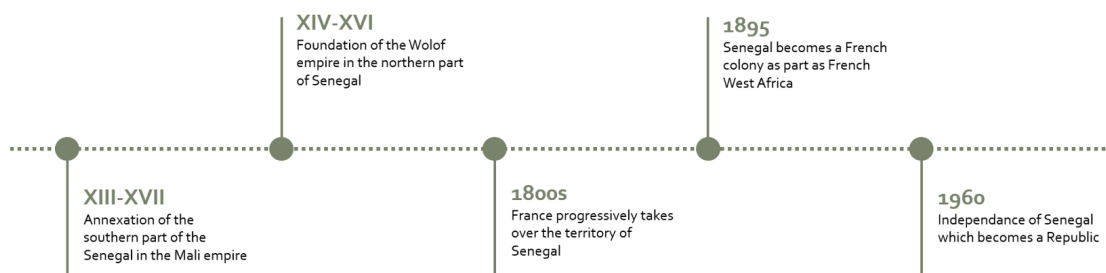 XIV-XVI
Foundation of the Wolof
empire in the northern part
of Senegal
1895
Senegal becomes a French
colony as part as French
West Africa
XIII-XVII
Annexation of the
southern part of the
Senegal in the Mali empire
1800s
France progressively takes
over the territory of
Senegal
1960
Independance of Senegal
which becomes a Republic